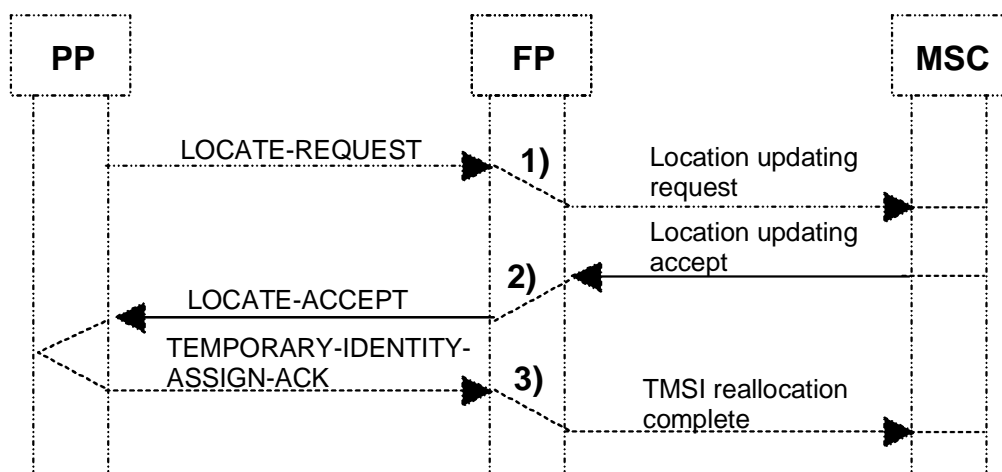 PP
FP
MSC
LOCATE-REQUEST
1)
Location updating
request
Location updating
accept
2)
LOCATE-ACCEPT
TEMPORARY-IDENTITY-
ASSIGN-ACK
3)
TMSI reallocation
complete